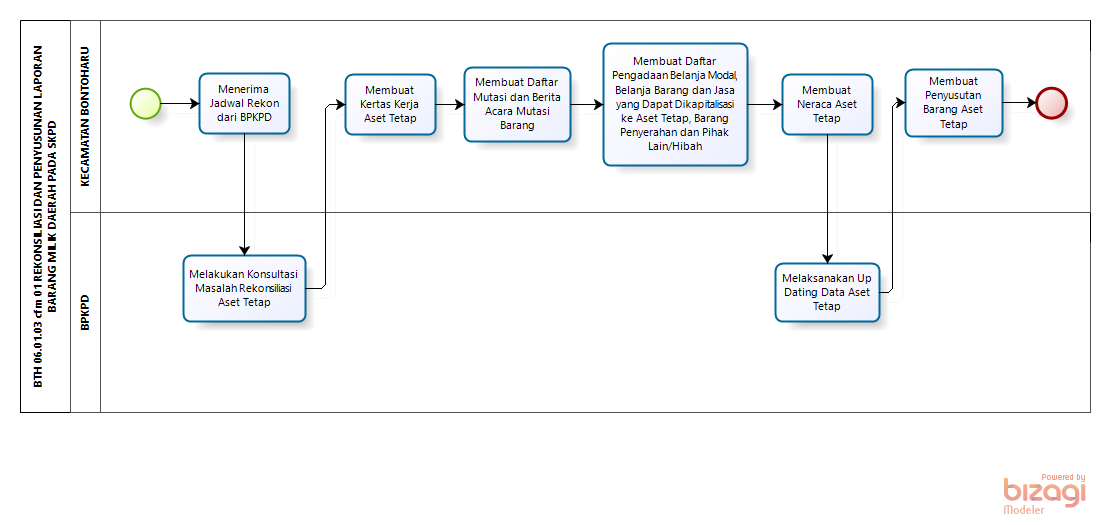 BTH 06.01.03 cfm 01 REKONSILIASI DAN PENYUSUNAN LAPORAN
BARANG MILIK DAERAH PADA SKPD
KECAMATAN BONTOHARU
Menerima
Jadwal Rekon
dari BPKPD
Membuat
Kertas Kerja
Aset Tetap
Membuat Daftar
Mutasi dan Berita
Acara Mutasi
Barang
Membuat Daftar
Pengadaan Belanja Modal,
Belanja Barang dan Jasa
yang Dapat Dikapitalisasi
ke Aset Tetap, Barang
Penyerahan dan Pihak
Lain/Hibah
Membuat
Neraca Aset
Tetap
Membuat
Penyusutan
Barang Aset
Tetap
BPKPD
Melakukan Konsultasi
Masalah Rekonsiliasi
Aset Tetap
Melaksanakan Up
Dating Data Aset
Tetap
Powered by
bizagi
Modeler